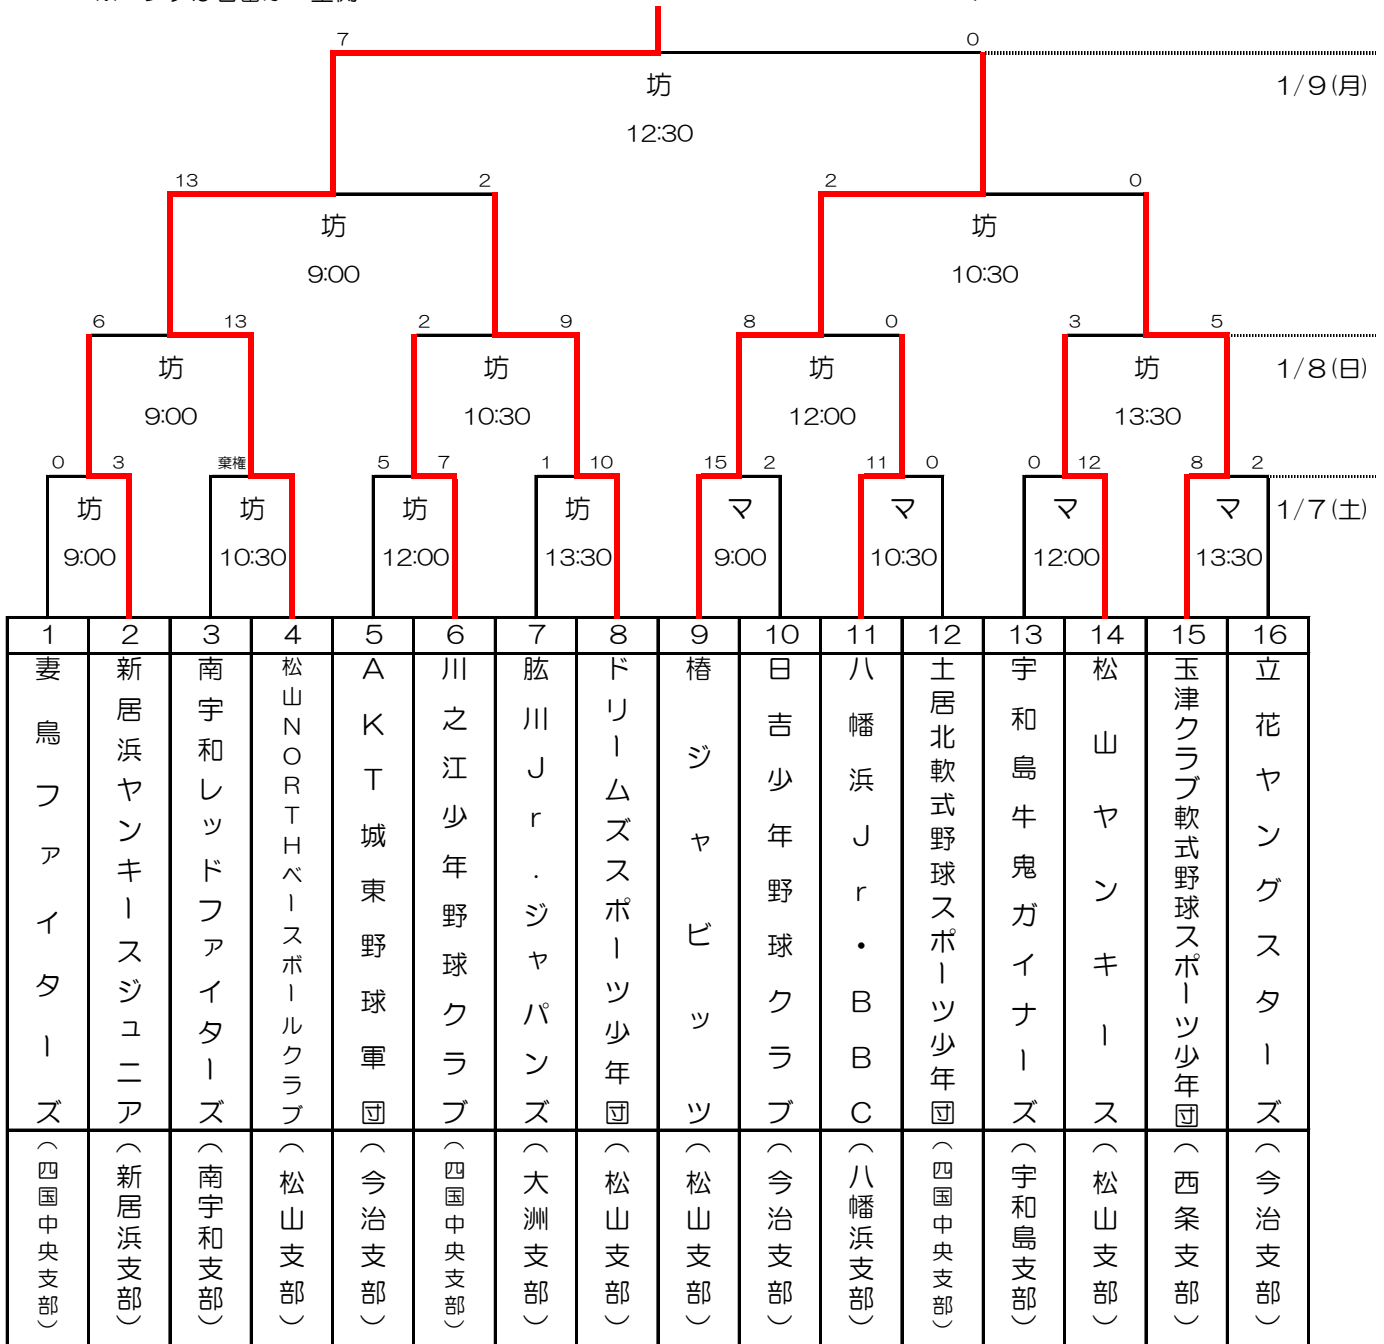 7 0
坊
1/9(月)
12:30
13 2 2 0
坊 坊
9:00 10:30
6 13 2 9 8 0 3 5
坊 坊 坊 坊 1/8(日)
9:00 10:30 12:00 13:30
0 3 棄権 5 7 1 10 15 2 11 0 0 12 8 2
坊 坊 坊 坊 マ マ マ マ 1/7(土)
9:00 10:30 12:00 13:30 9:00 10:30 12:00 13:30
1 2 3 4 5 6 7 8 9 10 11 12 13 14 15 16
妻鳥ファイターズ
新居浜ヤンキースジュニア
南宇和レッドファイターズ
松山NORTHベースボールクラブ
AKT城東野球軍団
川之江少年野球クラブ
肱川Jr.ジャパンズ
ドリームズスポーツ少年団
椿ジャビッツ
日吉少年野球クラブ
八幡浜Jr・BBC
土居北軟式野球スポーツ少年団
宇和島牛鬼ガイナーズ
松山ヤンキース
玉津クラブ軟式野球スポーツ少年団
立花ヤングスターズ
(四国中央支部)
(新居浜支部)
(南宇和支部)
(松山支部)
(今治支部)
(四国中央支部)
(大洲支部)
(松山支部)
(松山支部)
(今治支部)
(八幡浜支部)
(四国中央支部)
(宇和島支部)
(松山支部)
(西条支部)
(今治支部)